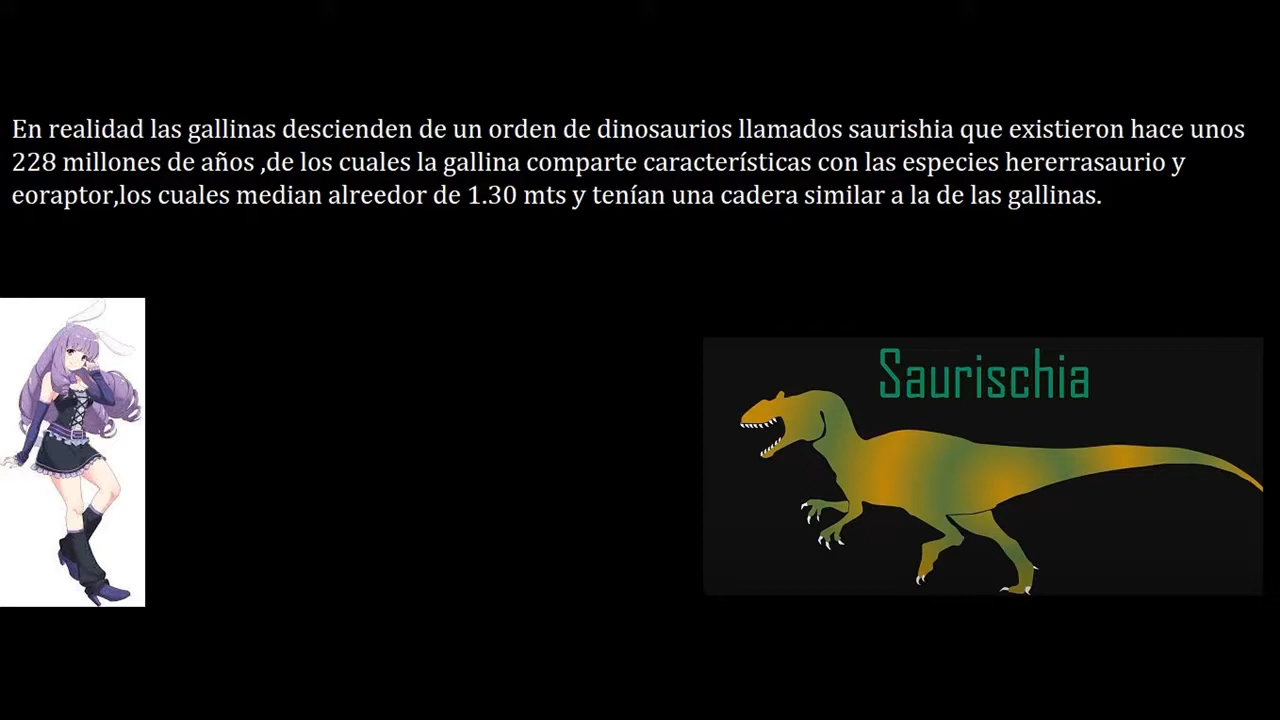 En realidad las gallinas descienden de un orden de dinosaurios llamados saurishia que existieron hace unos
228 millones de años ,de los cuales la gallina comparte características con las especies hererrasaurio y
eoraptor,los cuales median alreedor de 1.30 mts y tenían una cadera similar a la de las gallinas.
Saurischia